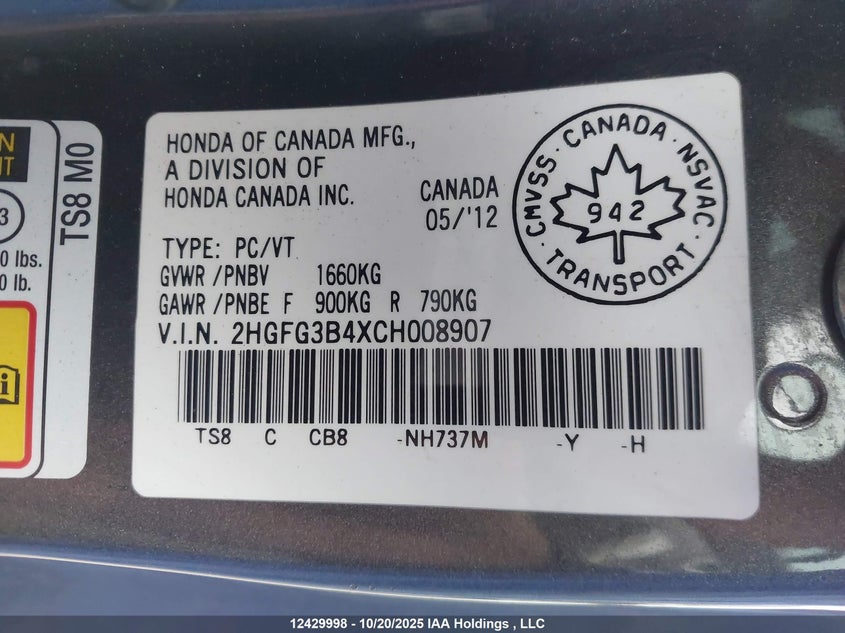 N
IT
3
0 lbs.
0 lb.
TS8 M0
HONDA OF CANADA MFG.,
A DIVISION OF
HONDA CANADA INC.
CANADA
05/'12
CMVSS · CANADA · NSVAC · TRANSPORT ·
942
TYPE: PC/VT
GVWR /PNBV 1660KG
GAWR /PNBE F 900KG R 790KG
V.I.N. 2HGFG3B4XCH008907
TS8 C CB8 -NH737M -Y -H
12429998 - 10/20/2025 IAA Holdings , LLC